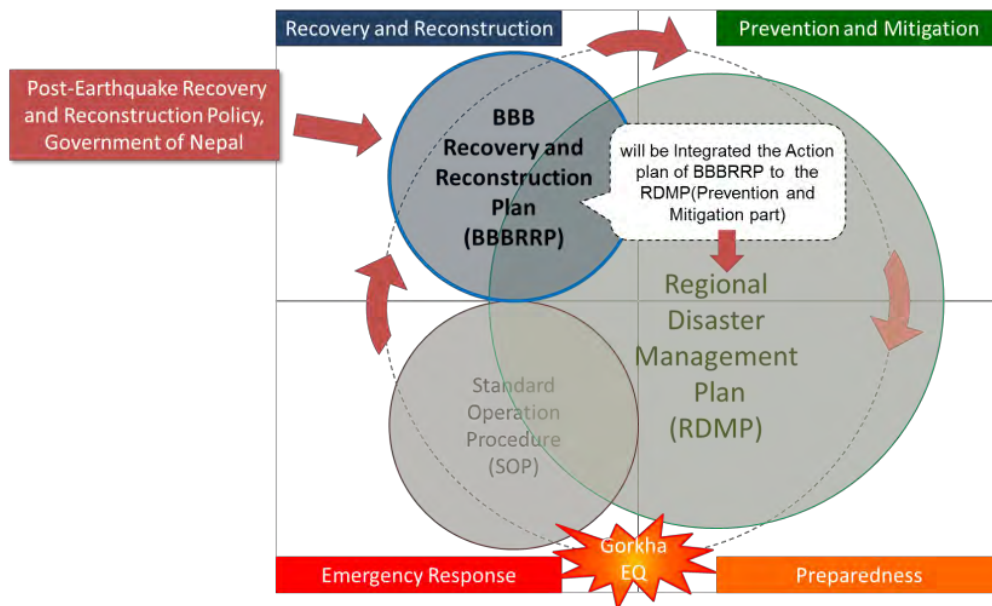 Recovery and Reconstruction
Prevention and Mitigation
Post-Earthquake Recovery
and Reconstruction Policy,
Government of Nepal
BBB
Recovery and
Reconstruction
Plan
(BBBRRP)
will be Integrated the Action
plan of BBBRRP to the
RDMP(Prevention and
Mitigation part)
Regional
Disaster
Management
Plan
(RDMP)
Standard
Operation
Procedure
(SOP)
Gorkha
EQ
Emergency Response
Preparedness